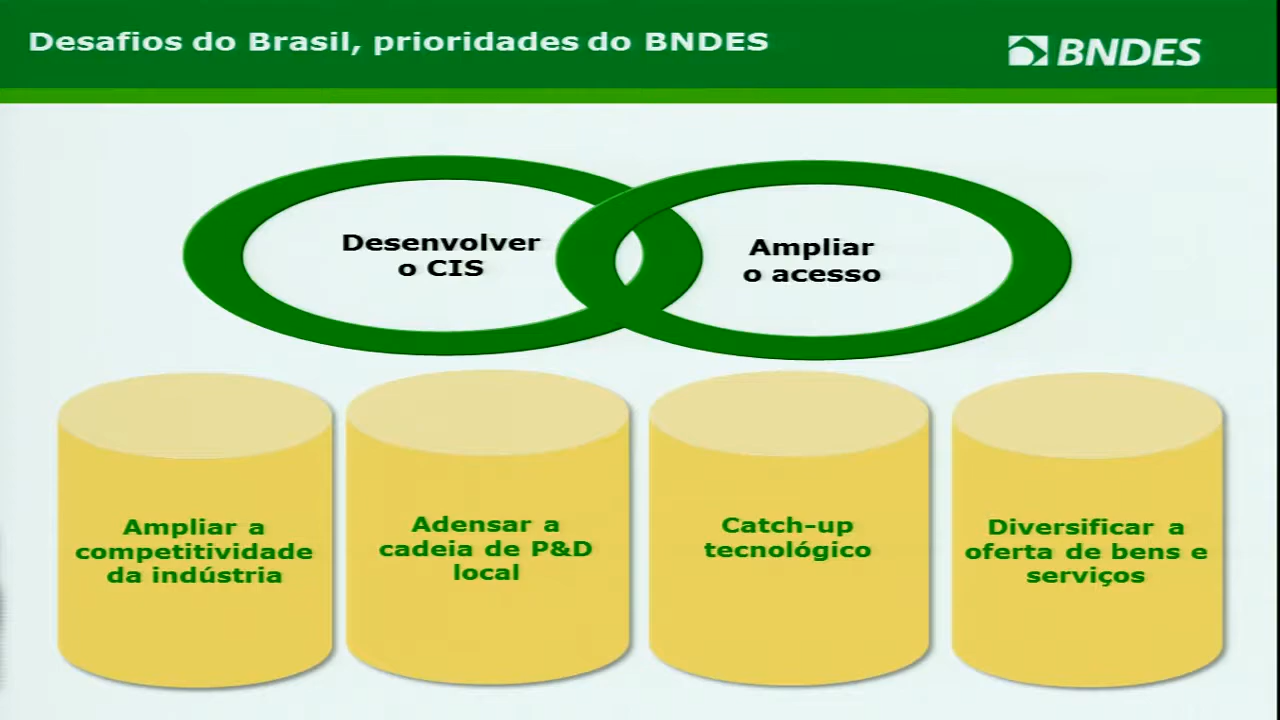 Desafios do Brasil, prioridades do BNDES
BNDES
Desenvolver
o CIS
Ampliar
o acesso
Ampliar a
competitividade
da indústria
Adensar a
cadeia de P&D
local
Catch-up
tecnológico
Diversificar a
oferta de bens e
serviços